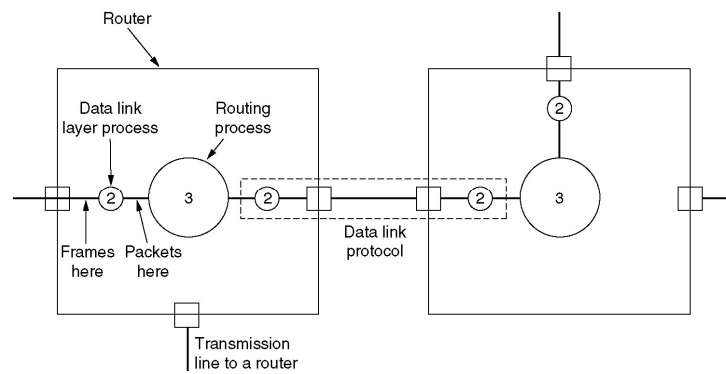 Router
Data link
layer process
Routing
process
2
2
3
2
2
3
Frames
here
Packets
here
Data link
protocol
Transmission
line to a router